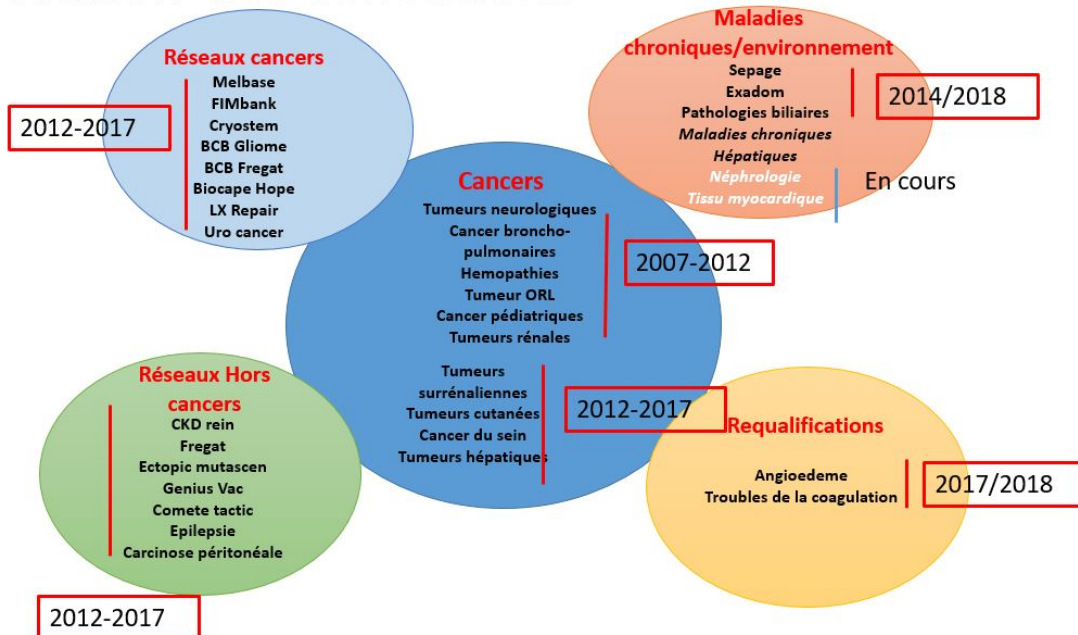 Réseaux cancers
Melbase
FIMbank
Cryostem
BCB Gliome
BCB Fregat
Biocape Hope
LX Repair
Uro cancer
2012-2017
Maladies
chroniques/environnement
Sepage
Exadom
Pathologies biliaires
Maladies chroniques
Hépatiques
Néphrologie
Tissu myocardique
2014/2018
En cours
Cancers
Tumeurs neurologiques
Cancer broncho-
pulmonaires
Hemopathies
Tumeur ORL
Cancer pédiatriques
Tumeurs rénales
2007-2012
Tumeurs
surrénaliennes
Tumeurs cutanées
Cancer du sein
Tumeurs hépatiques
2012-2017
Réseaux Hors
cancers
CKD rein
Fregat
Ectopic mutascen
Genius Vac
Comete tactic
Epilepsie
Carcinose péritonéale
2012-2017
Requalifications
Angioedeme
Troubles de la coagulation
2017/2018